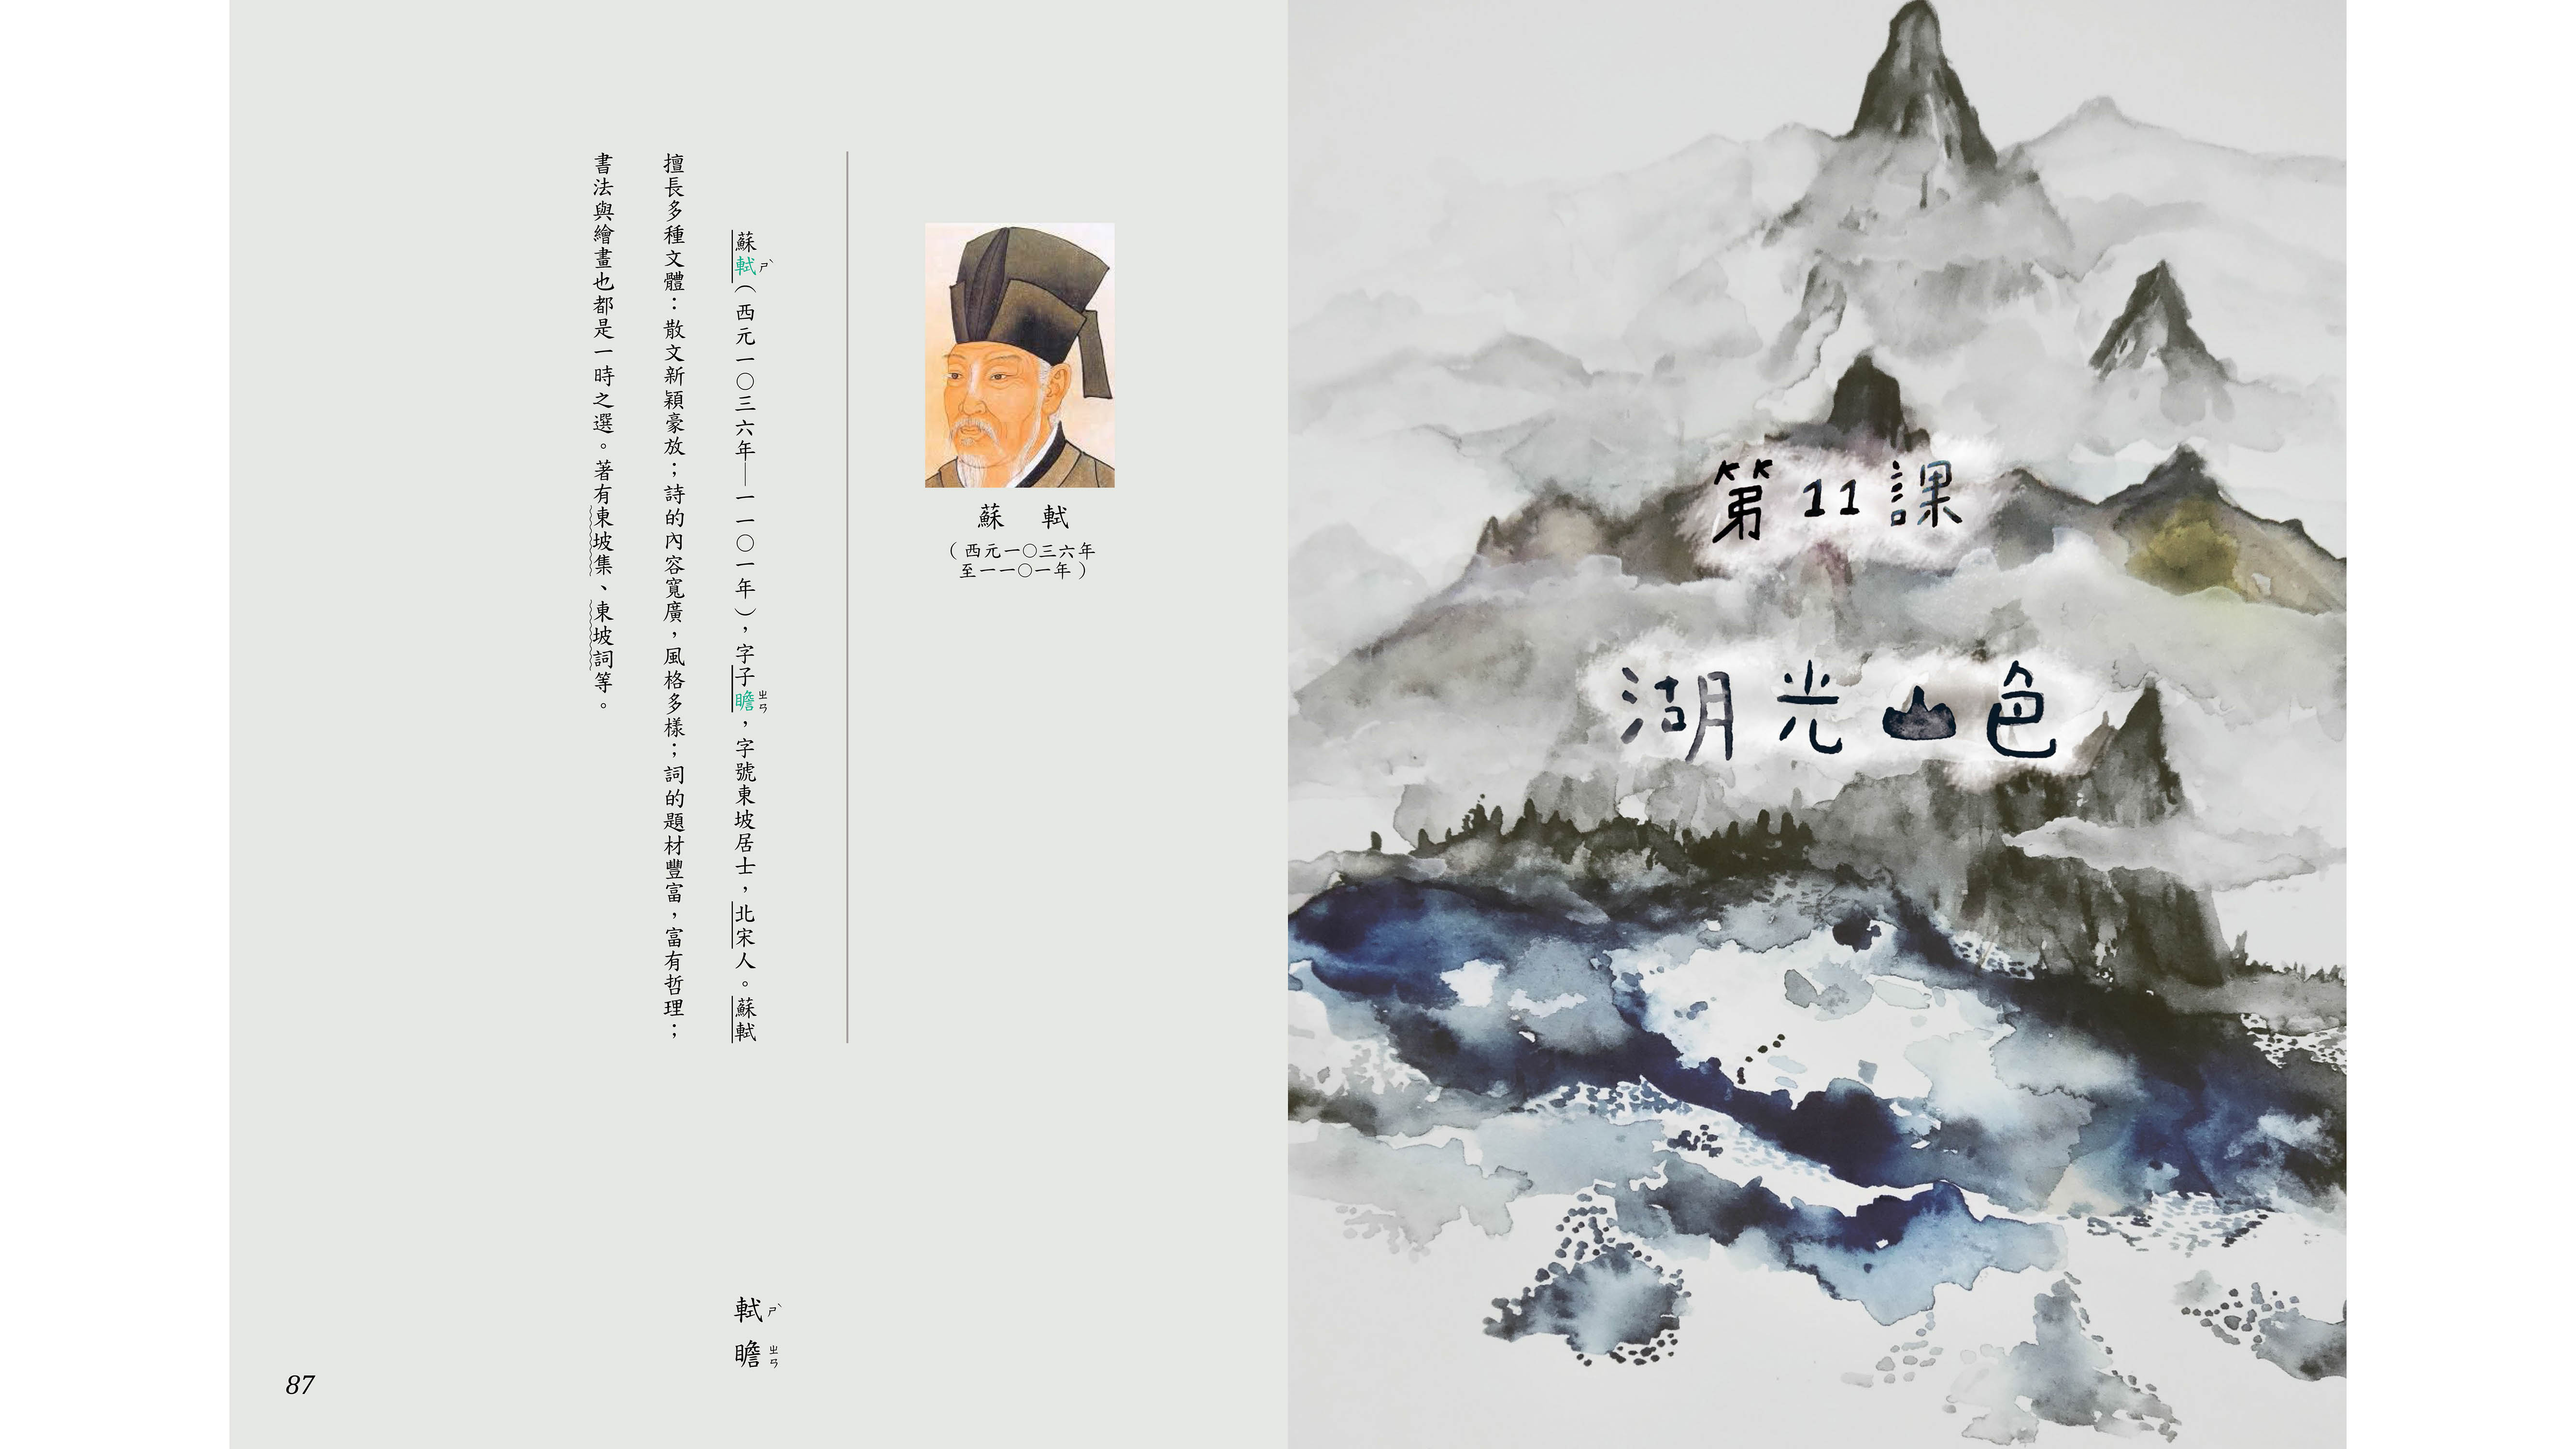 第11課
湖光山色
蘇 軾
（西元一〇三六年
至一一〇一年）
蘇軾ㄕˋ（西元一〇三六年—一一〇一年），字子瞻ㄓㄢ，字號東坡居士，北宋人。蘇軾
擅長多種文體：散文新穎豪放；詩的內容寬廣，風格多樣；詞的題材豐富，富有哲理；
書法與繪畫也都是一時之選。著有東坡集、東坡詞等。
軾ㄕˋ
瞻ㄓㄢ
87